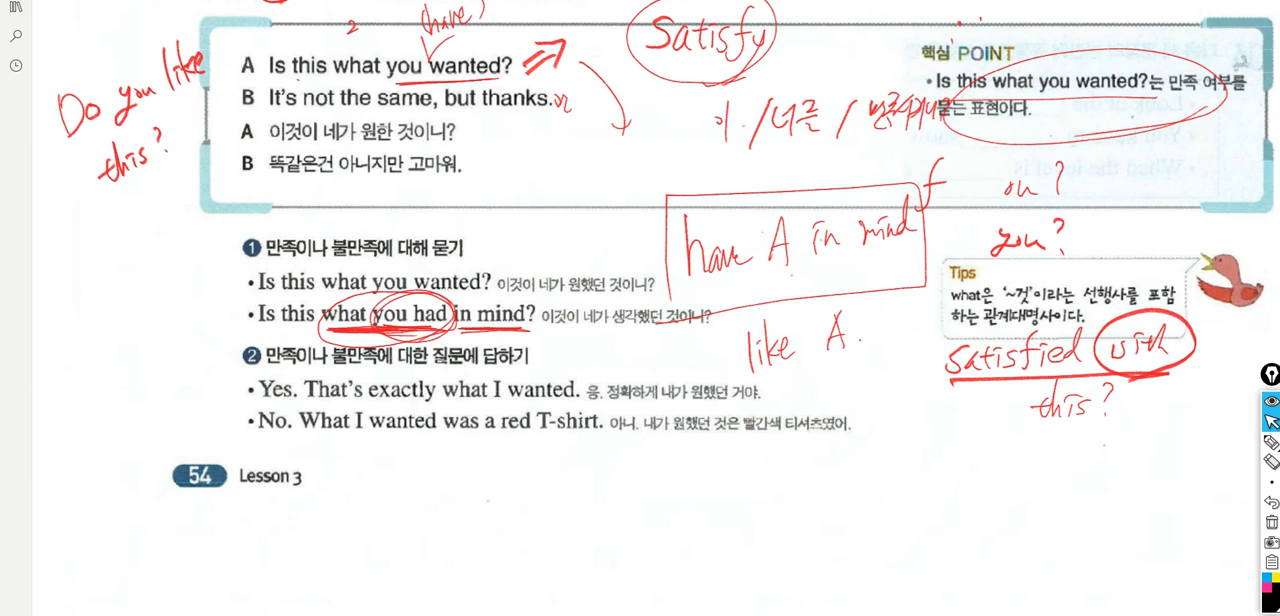 (have)
Satisfy
Do you like
this?
A Is this what you wanted?
B It's not the same, but thanks.
A 이것이 네가 원한 것이니?
B 똑같은건 아니지만 고마워.
핵심 POINT
• Is this what you wanted?는 만족 여부를
묻는 표현이다.
이 / 너를 /
have A in mind
like A.
on?
you?
① 만족이나 불만족에 대해 묻기
• Is this what you wanted? 이것이 네가 원했던 것이니?
• Is this what you had in mind? 이것이 네가 생각했던 것이니?
② 만족이나 불만족에 대한 질문에 답하기
• Yes. That's exactly what I wanted. 응. 정확하게 내가 원했던 거야.
• No. What I wanted was a red T-shirt. 아니. 내가 원했던 것은 빨간색 티셔츠였어.
Tips
what은 '~것'이라는 선행사를 포함
하는 관계대명사이다.
satisfied with
this?
54 Lesson 3